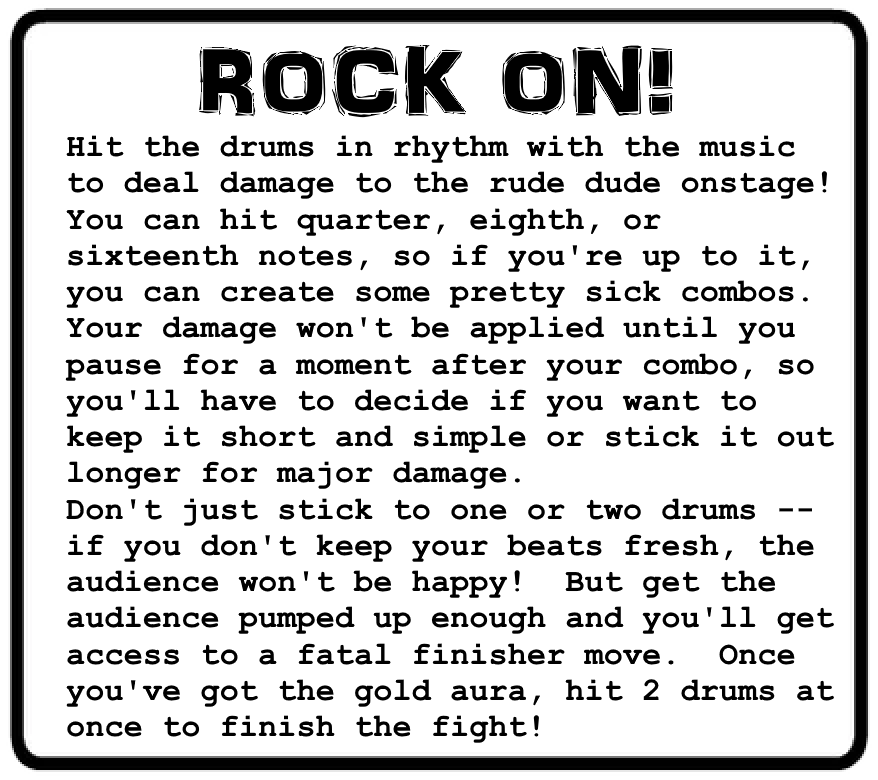 ROCK ON!
Hit the drums in rhythm with the music
to deal damage to the rude dude onstage!
You can hit quarter, eighth, or
sixteenth notes, so if you're up to it,
you can create some pretty sick combos.
Your damage won't be applied until you
pause for a moment after your combo, so
you'll have to decide if you want to
keep it short and simple or stick it out
longer for major damage.
Don't just stick to one or two drums --
if you don't keep your beats fresh, the
audience won't be happy!  But get the
audience pumped up enough and you'll get
access to a fatal finisher move.  Once
you've got the gold aura, hit 2 drums at
once to finish the fight!